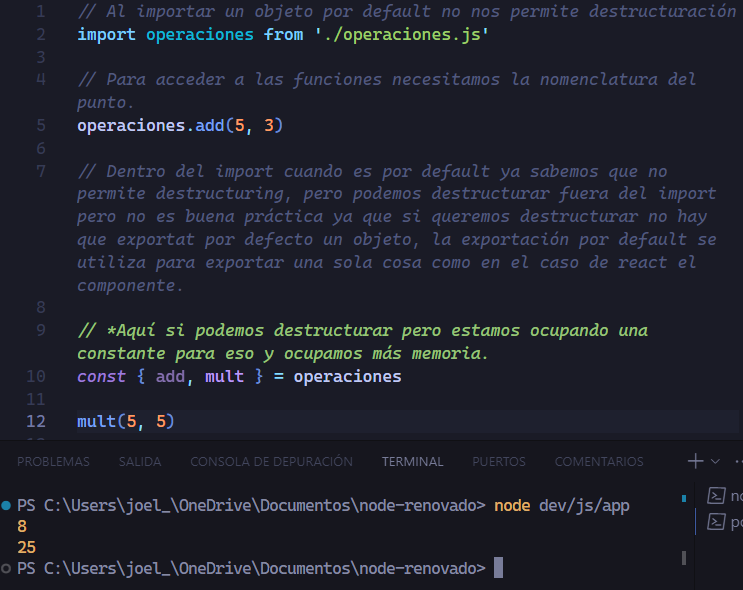 1 // Al importar un objeto por default no nos permite destructuración
2 import operaciones from './operaciones.js'
3
4 // Para acceder a las funciones necesitamos la nomenclatura del
punto.
5 operaciones.add(5, 3)
6
7 // Dentro del import cuando es por default ya sabemos que no
permite destructuring, pero podemos destructurar fuera del import
pero no es buena práctica ya que si queremos destructurar no hay
que exportat por defecto un objeto, la exportación por default se
utiliza para exportar una sola cosa como en el caso de react el
componente.
8
9 // *Aquí si podemos destructurar pero estamos ocupando una
constante para eso y ocupamos más memoria.
10 const { add, mult } = operaciones
11
12 mult(5, 5)
PROBLEMAS SALIDA CONSOLA DE DEPURACIÓN TERMINAL PUERTOS COMENTARIOS
PS C:\Users\joel_\OneDrive\Documentos\node-renovado> node dev/js/app
8
25
PS C:\Users\joel_\OneDrive\Documentos\node-renovado>